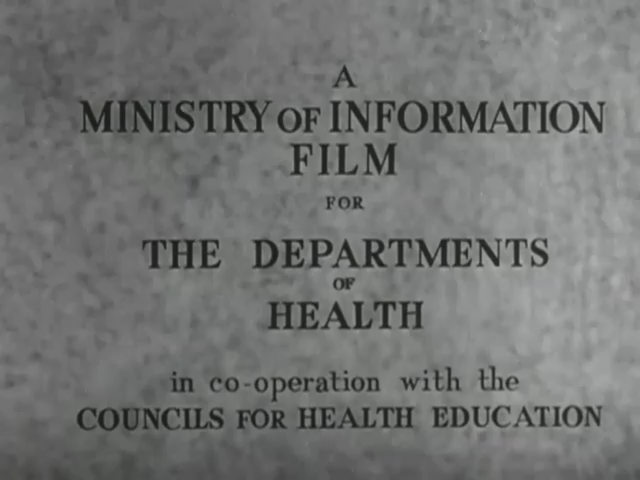 A
MINISTRY OF INFORMATION
FILM
FOR
THE DEPARTMENTS
OF
HEALTH
in co-operation with the
COUNCILS FOR HEALTH EDUCATION